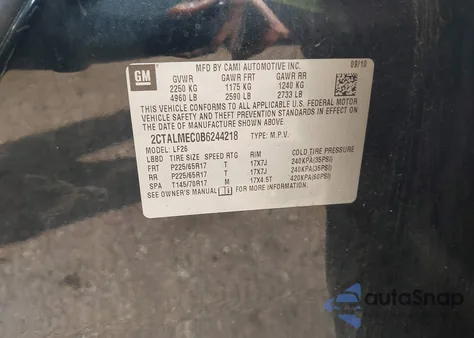 GM
MFD BY CAMI AUTOMOTIVE INC. 09/10
GVWR GAWR FRT GAWR RR
2250 KG 1175 KG 1240 KG
4960 LB 2590 LB 2733 LB
THIS VEHICLE CONFORMS TO ALL APPLICABLE U.S. FEDERAL MOTOR
VEHICLE SAFETY AND THEFT PREVENTION STANDARDS IN EFFECT
ON THE DATE OF MANUFACTURE SHOWN ABOVE.
2CTALMEC0B6244218 TYPE: M.P.V.
MODEL: LF26
LBBD TIRE SIZE SPEED RTG RIM COLD TIRE PRESSURE
FRT P225/65R17 T 17X7J 240KPA(35PSI)
RR P225/65R17 T 17X7J 240KPA(35PSI)
SPA T145/70R17 M 17X4.5T 420KPA(60PSI)
SEE OWNER'S MANUAL FOR MORE INFORMATION.
autoSnap